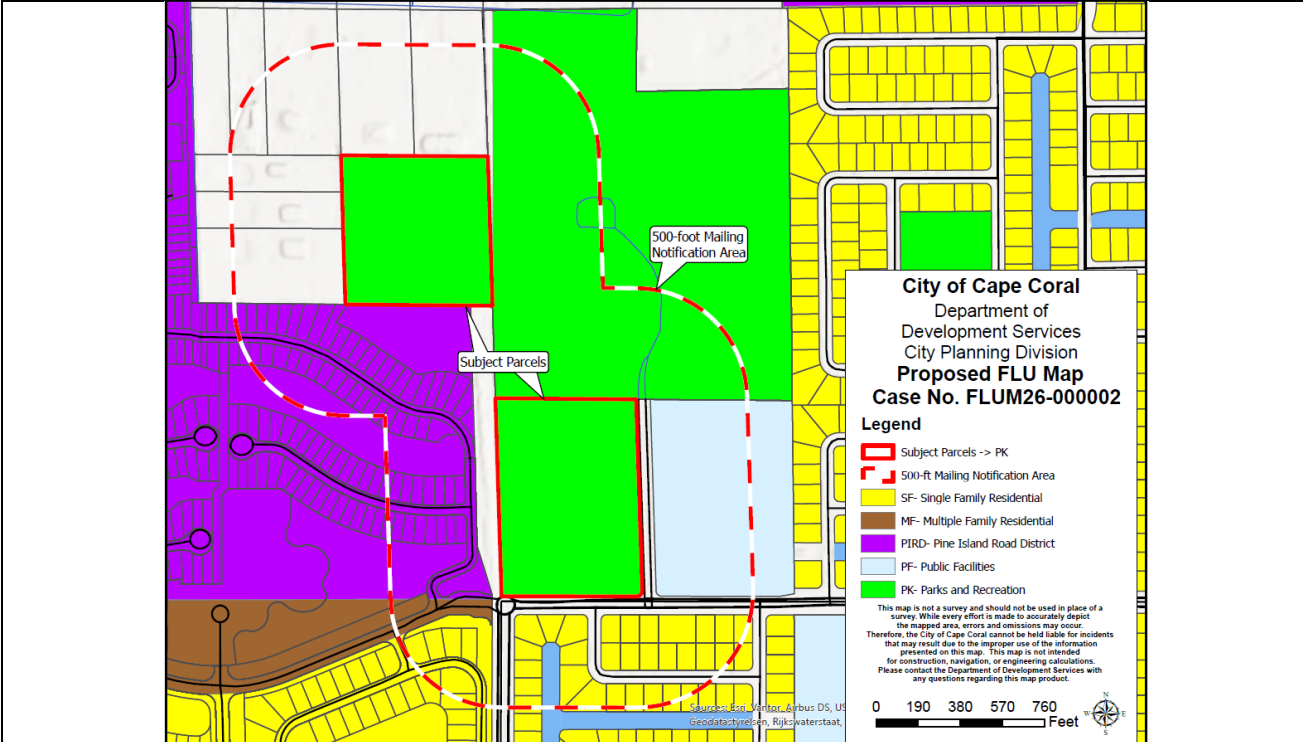 500-foot Mailing
Notification Area
Subject Parcels
City of Cape Coral
Department of
Development Services
City Planning Division
Proposed FLU Map
Case No. FLUM26-000002
Legend
Subject Parcels -> PK
500-ft Mailing Notification Area
SF- Single Family Residential
MF- Multiple Family Residential
PIRD- Pine Island Road District
PF- Public Facilities
PK- Parks and Recreation
This map is not a survey and should not be used in place of a
survey. While every effort is made to accurately depict
the mapped area, errors and omissions may occur.
Therefore, the City of Cape Coral cannot be held liable for incidents
that may result due to the improper use of the information
presented on this map. This map is not intended
for construction, navigation, or engineering calculations.
Please contact the Department of Development Services with
any questions regarding this map product.
0 190 380 570 760
Feet
N
W E
S
Sources: Esri, Vantor, Airbus DS, US
Geodatastyrelsen, Rijkswaterstaat,